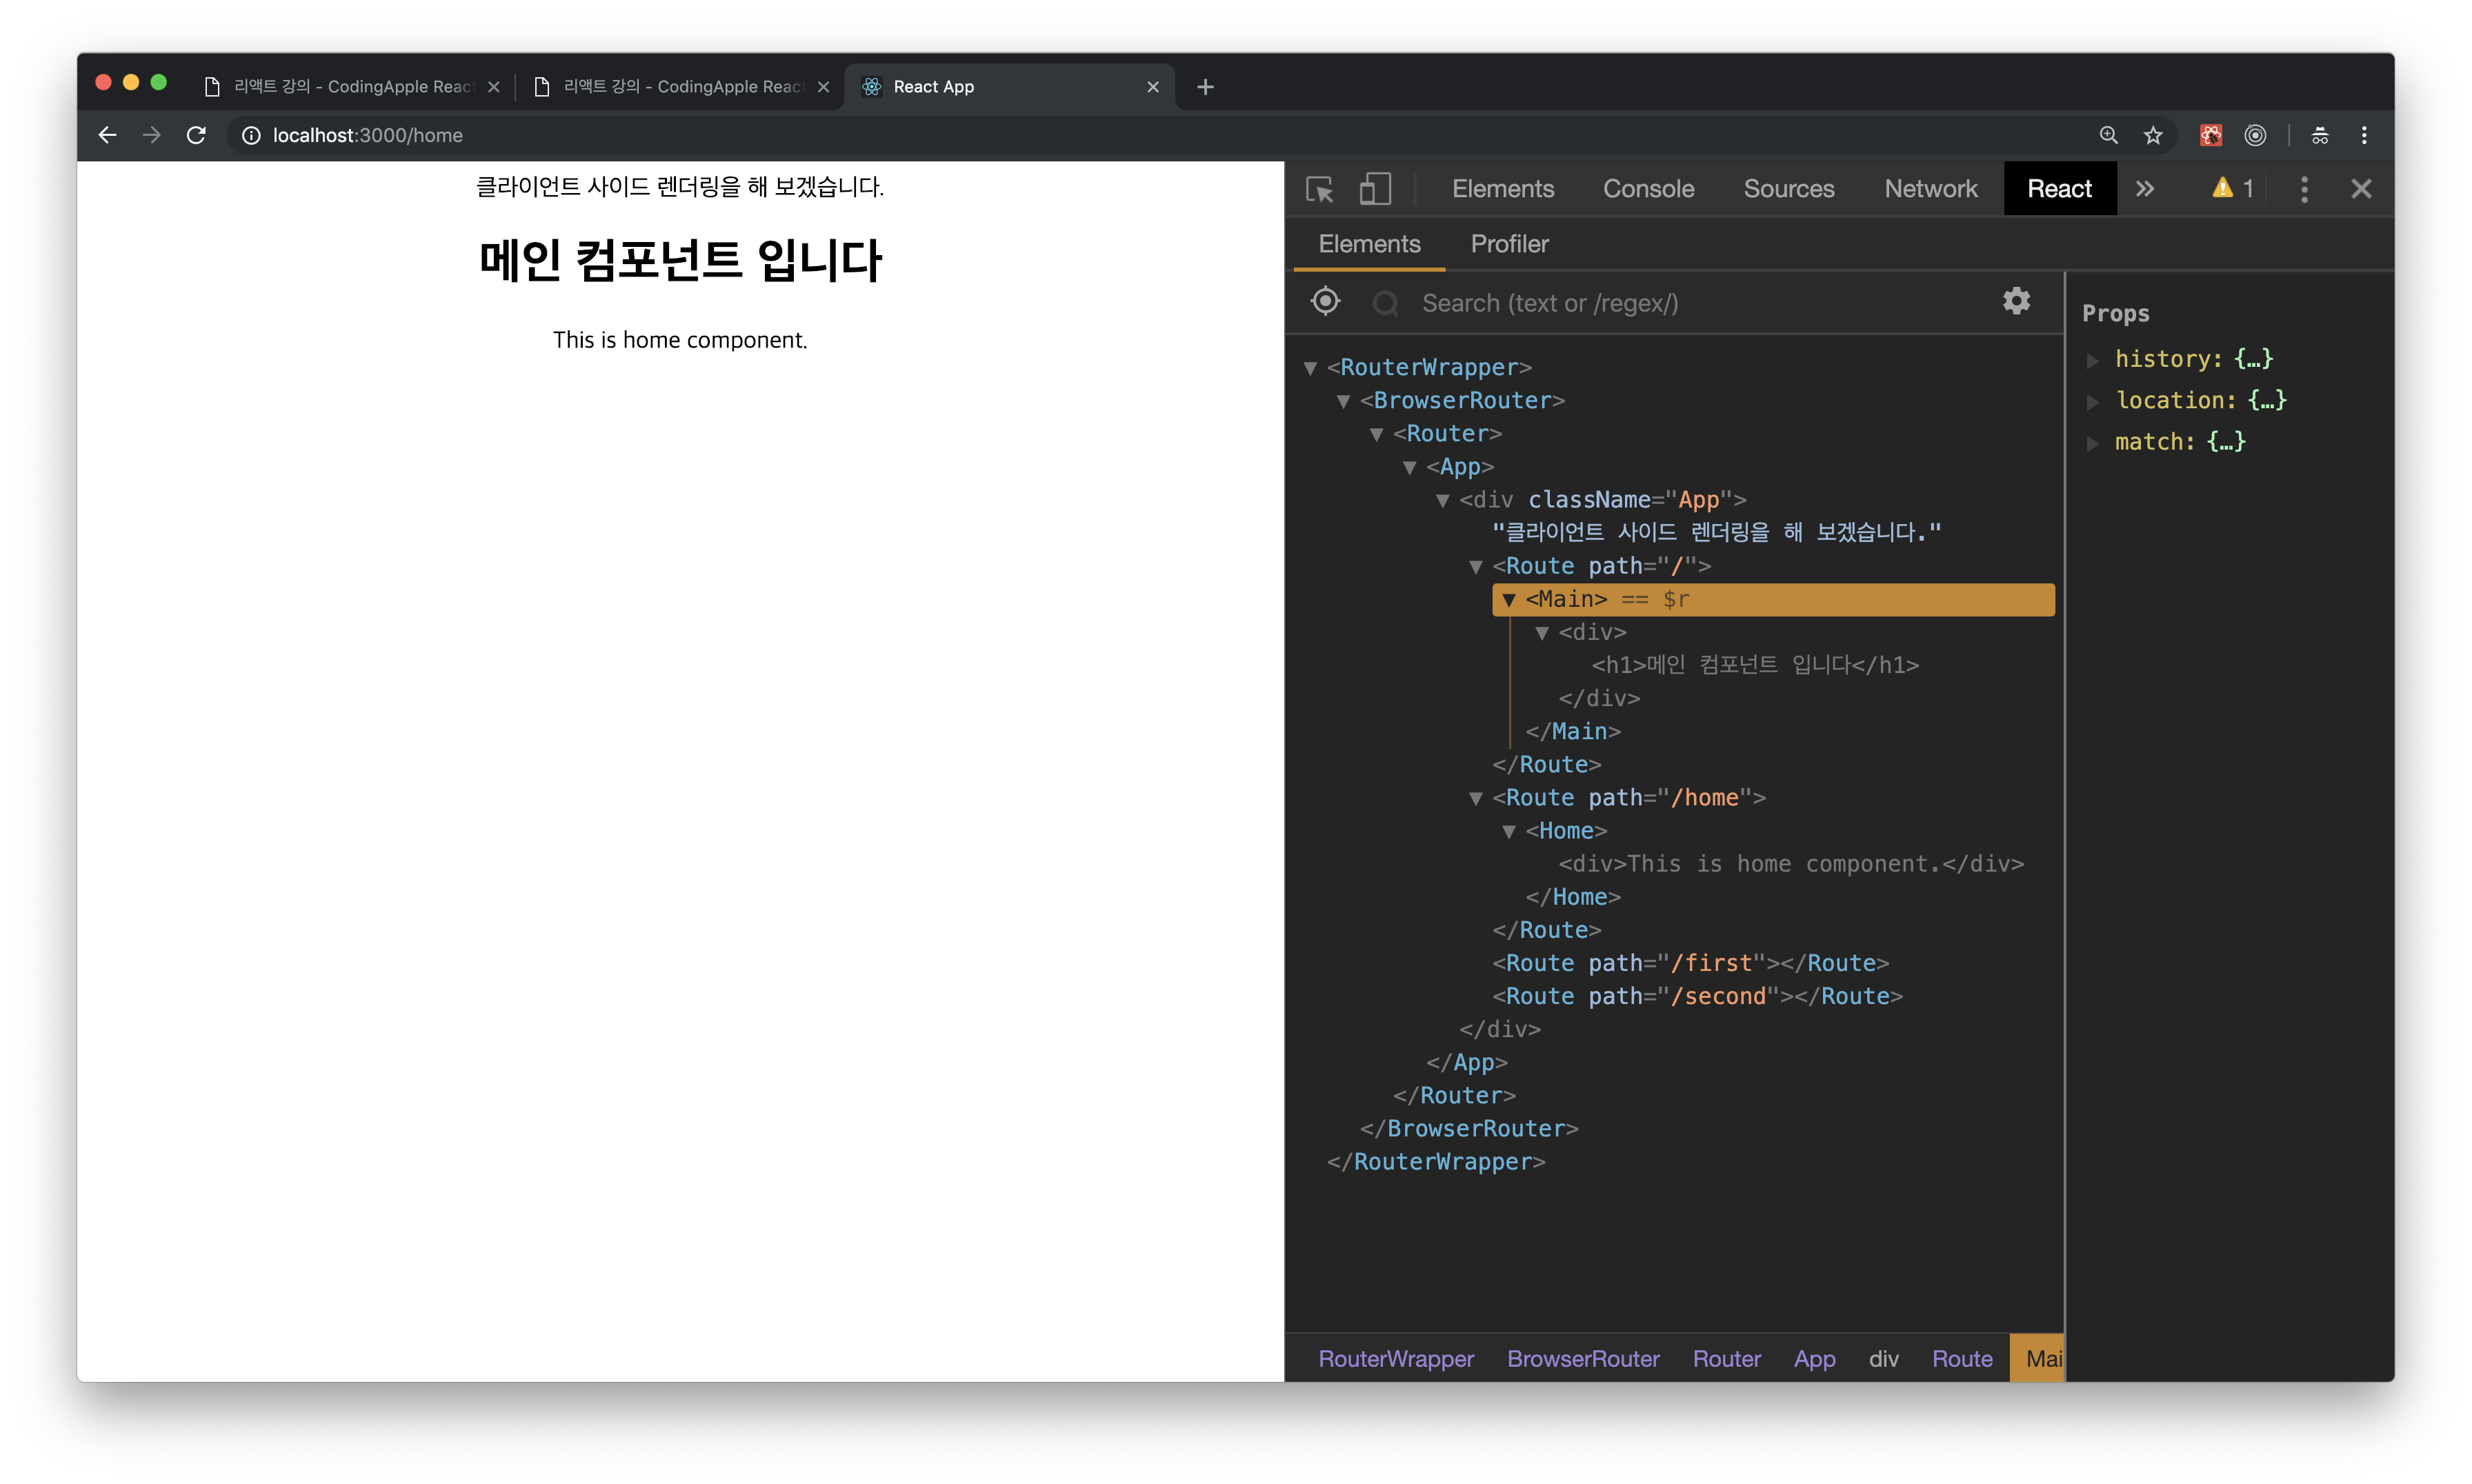 리액트 강의 - CodingApple Reac
리액트 강의 - CodingApple Reac
React App
localhost:3000/home
클라이언트 사이드 렌더링을 해 보겠습니다.
메인 컴포넌트 입니다
This is home component.
Elements Console Sources Network React 1
Elements Profiler
Search (text or /regex/)
<RouterWrapper>
<BrowserRouter>
<Router>
<App>
<div className="App">
"클라이언트 사이드 렌더링을 해 보겠습니다."
<Route path="/">
<Main> == $r
<div>
<h1>메인 컴포넌트 입니다</h1>
</div>
</Main>
</Route>
<Route path="/home">
<Home>
<div>This is home component.</div>
</Home>
</Route>
<Route path="/first"></Route>
<Route path="/second"></Route>
</div>
</App>
</Router>
</BrowserRouter>
</RouterWrapper>
RouterWrapper BrowserRouter Router App div Route Mai
Props
history: {…}
location: {…}
match: {…}